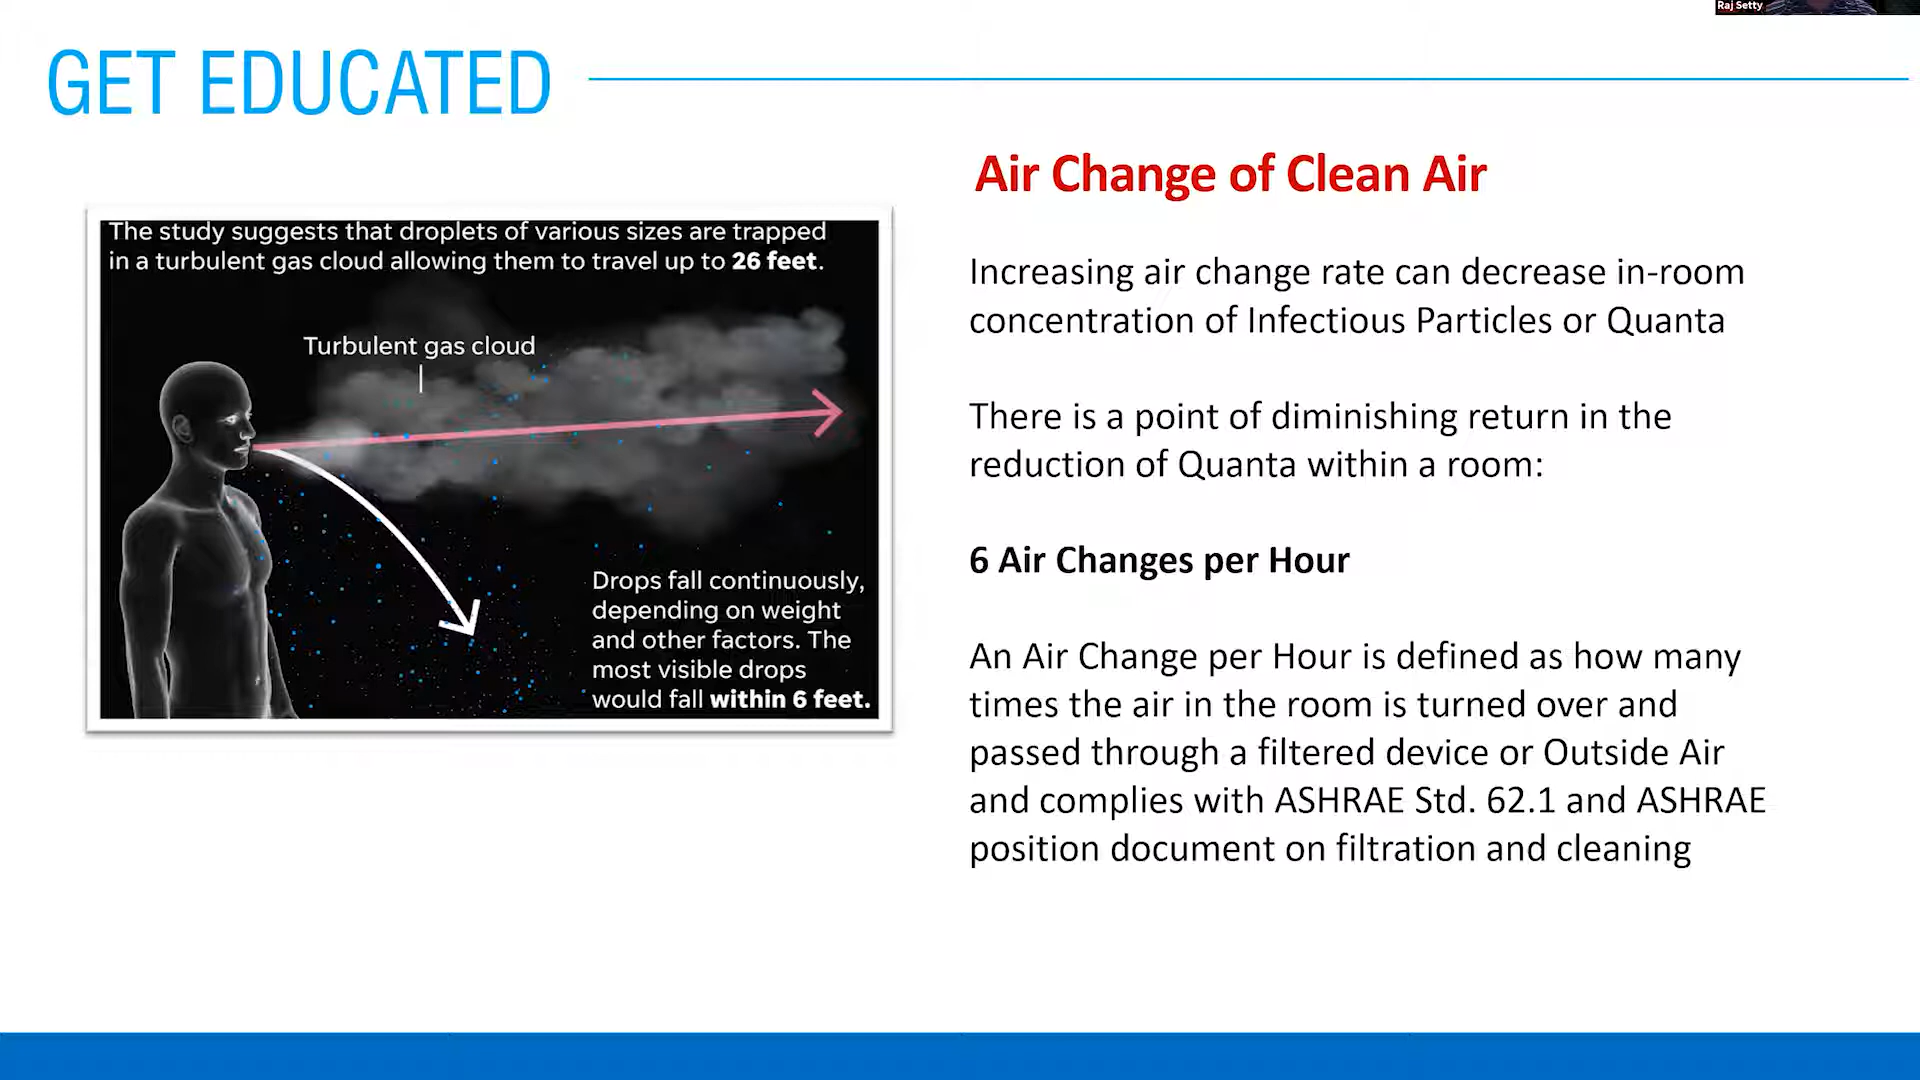 Raj Setty
GET EDUCATED
Air Change of Clean Air
The study suggests that droplets of various sizes are trapped
in a turbulent gas cloud allowing them to travel up to 26 feet.
Turbulent gas cloud
Drops fall continuously,
depending on weight
and other factors. The
most visible drops
would fall within 6 feet.
Increasing air change rate can decrease in-room
concentration of Infectious Particles or Quanta
There is a point of diminishing return in the
reduction of Quanta within a room:
6 Air Changes per Hour
An Air Change per Hour is defined as how many
times the air in the room is turned over and
passed through a filtered device or Outside Air
and complies with ASHRAE Std. 62.1 and ASHRAE
position document on filtration and cleaning